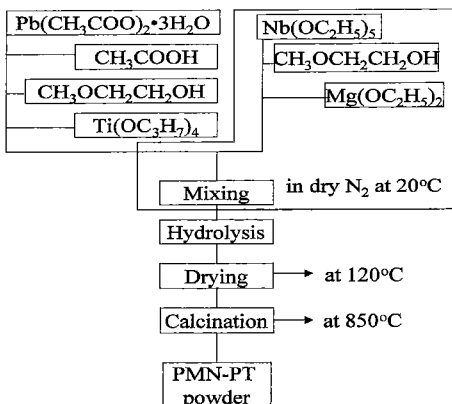 Pb(CH₃COO)₂•3H₂O
CH₃COOH
CH₃OCH₂CH₂OH
Ti(OC₃H₇)₄
Nb(OC₂H₅)₅
CH₃OCH₂CH₂OH
Mg(OC₂H₅)₂
Mixing
in dry N₂ at 20°C
Hydrolysis
Drying
at 120°C
Calcination
at 850°C
PMN-PT
powder